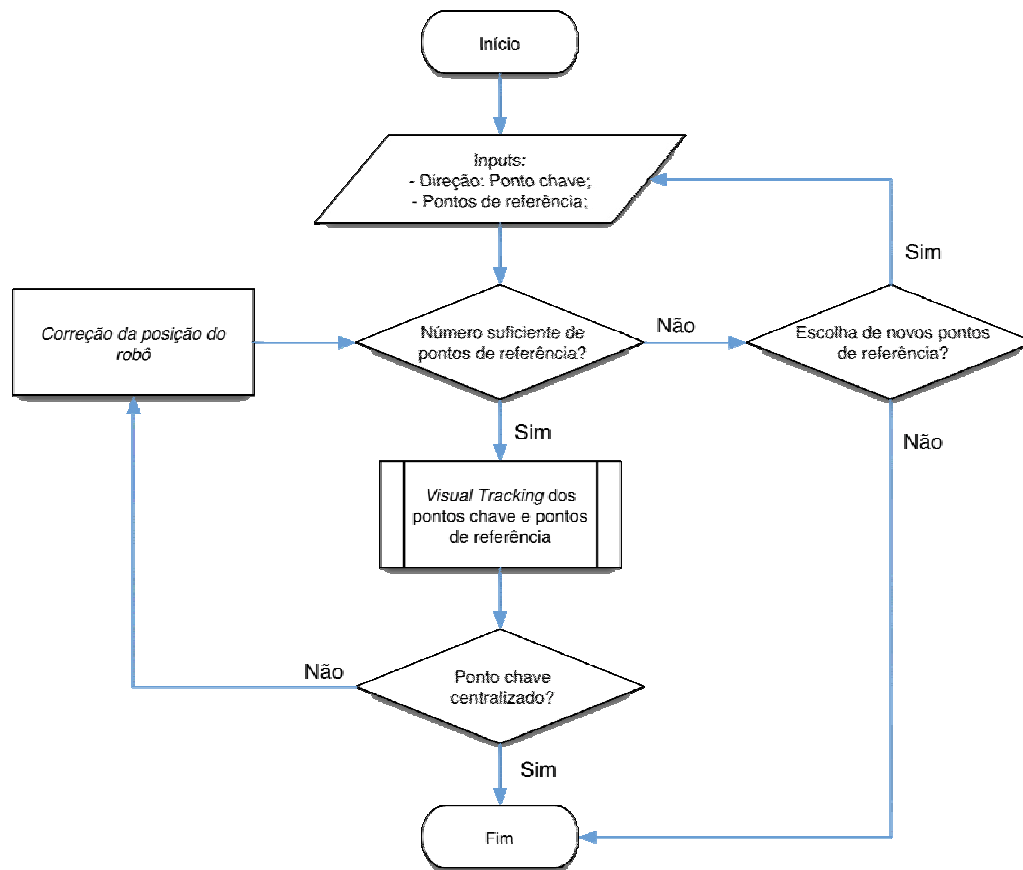 Início
Inputs:
- Direção: Ponto chave;
- Pontos de referência;
Sim
Correção da posição do
robô
Número suficiente de
pontos de referência?
Não
Escolha de novos pontos
de referência?
Sim
Não
Visual Tracking dos
pontos chave e pontos
de referência
Não
Ponto chave
centralizado?
Sim
Fim